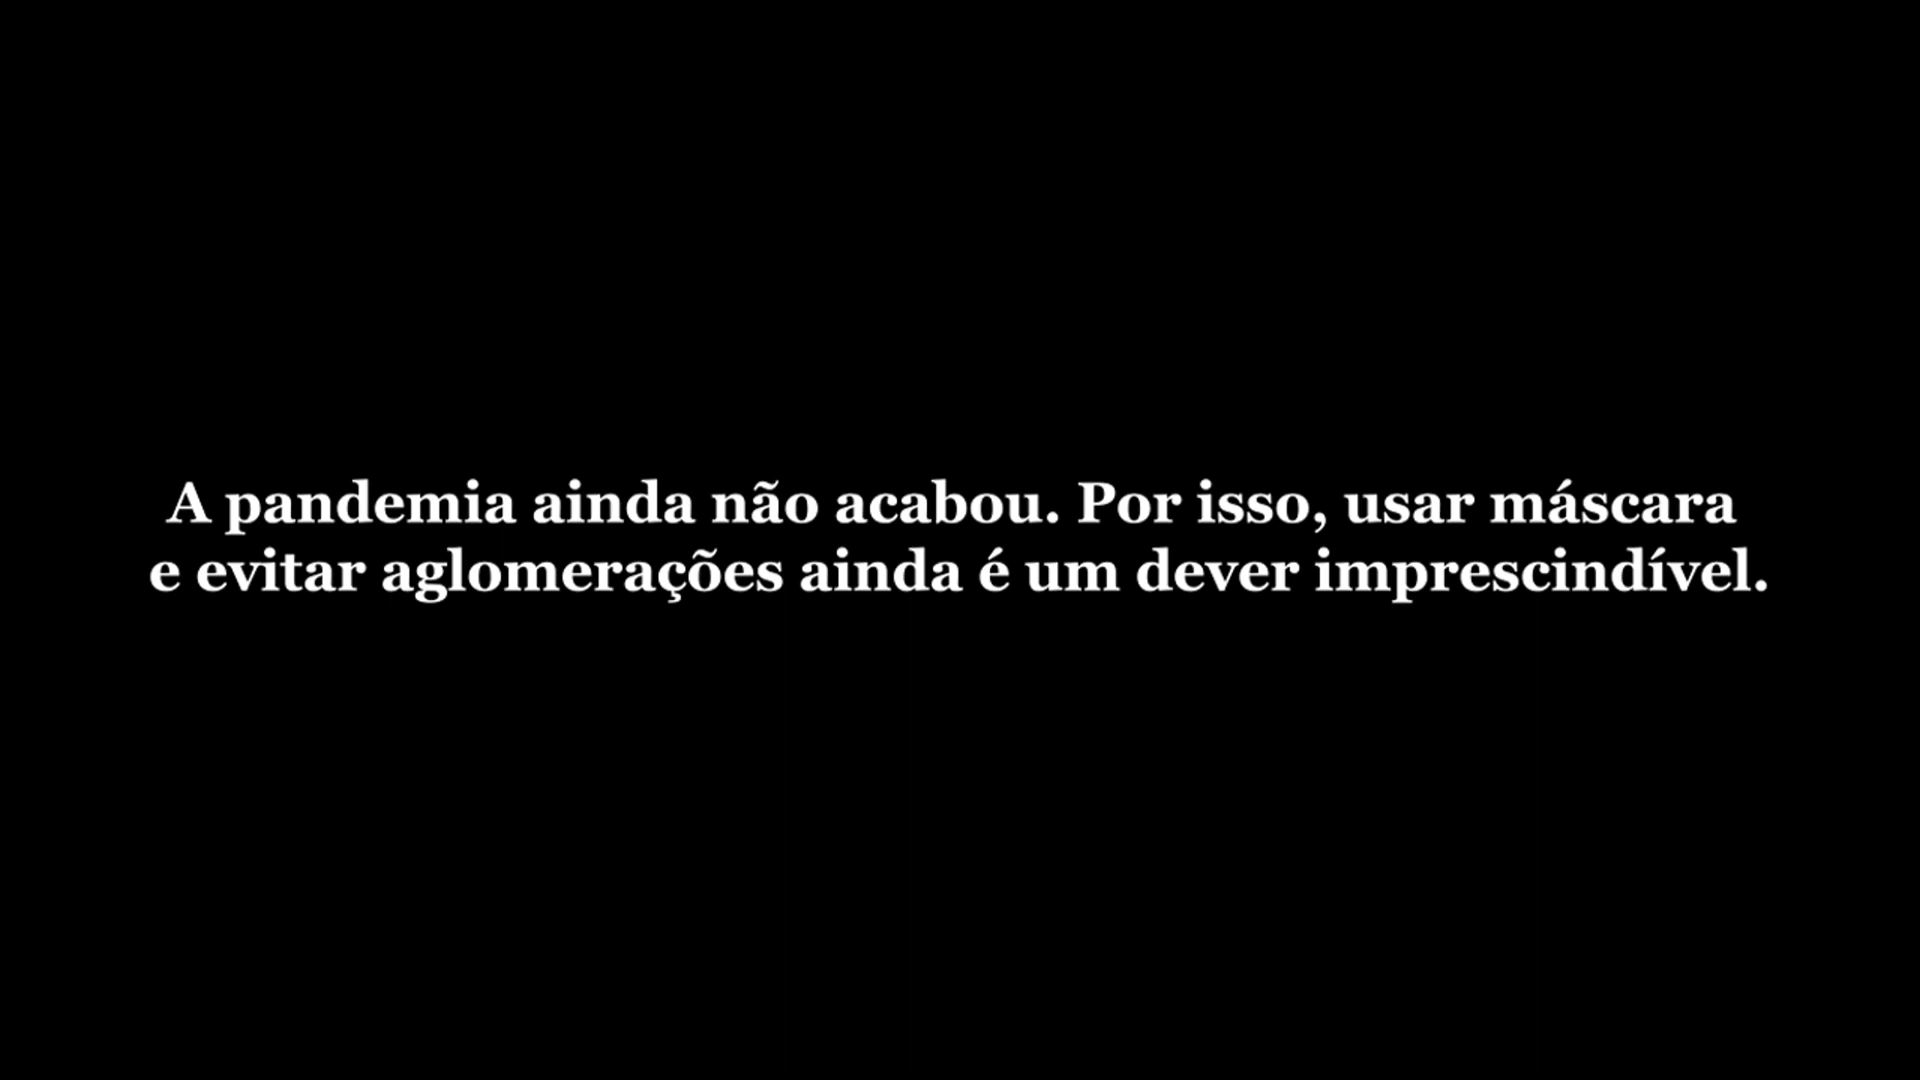 A pandemia ainda não acabou. Por isso, usar máscara
e evitar aglomerações ainda é um dever imprescindível.